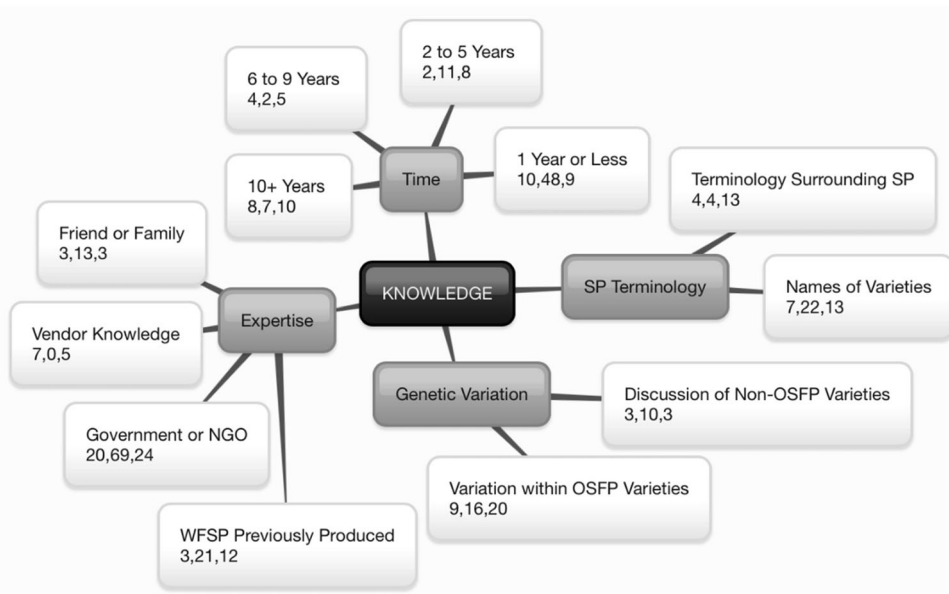 2 to 5 Years
2,11,8
6 to 9 Years
4,2,5
1 Year or Less
10,48,9
10+ Years
8,7,10
Time
Terminology Surrounding SP
4,4,13
Friend or Family
3,13,3
KNOWLEDGE
SP Terminology
Names of Varieties
7,22,13
Expertise
Vendor Knowledge
7,0,5
Genetic Variation
Discussion of Non-OSFP Varieties
3,10,3
Government or NGO
20,69,24
Variation within OSFP Varieties
9,16,20
WFSP Previously Produced
3,21,12